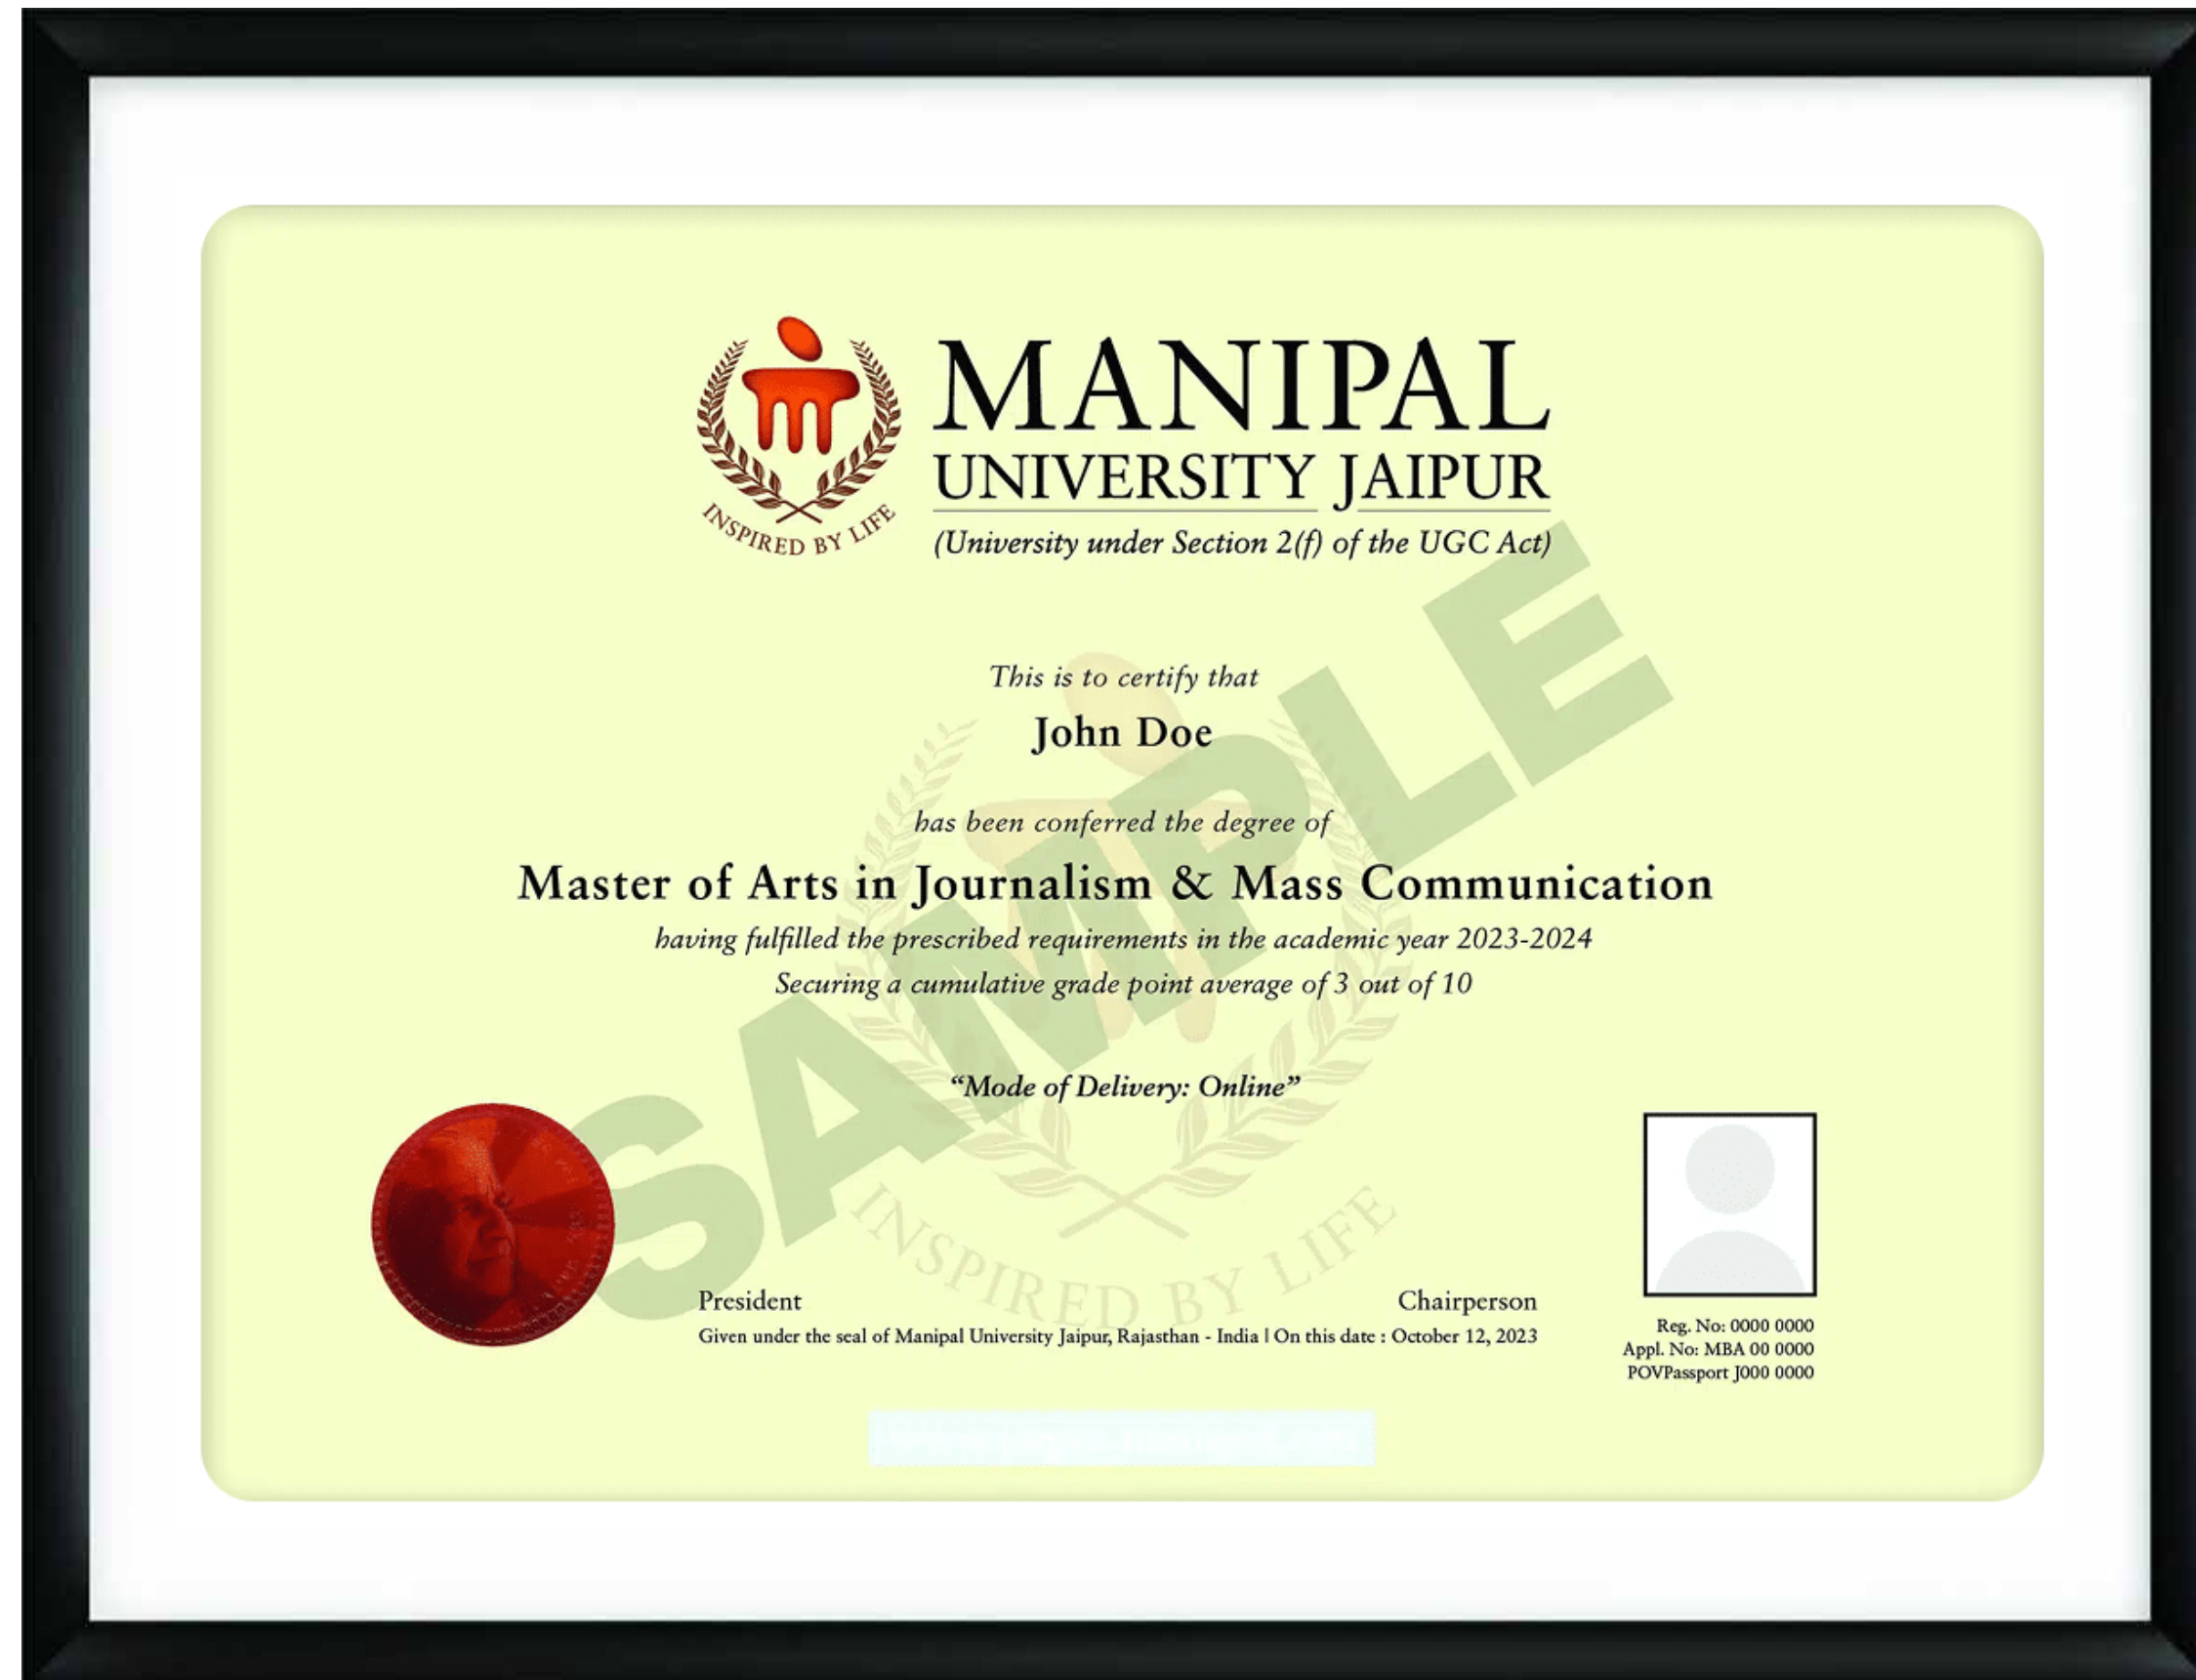 MANIPAL
UNIVERSITY JAIPUR
(University under Section 2(f) of the UGC Act)
INSPIRED BY LIFE
This is to certify that
John Doe
has been conferred the degree of
Master of Arts in Journalism & Mass Communication
having fulfilled the prescribed requirements in the academic year 2023-2024
Securing a cumulative grade point average of 3 out of 10
"Mode of Delivery: Online"
SAMPLE
INSPIRED BY LIFE
President
Chairperson
Given under the seal of Manipal University Jaipur, Rajasthan - India | On this date : October 12, 2023
Reg. No: 0000 0000
Appl. No: MBA 00 0000
POVPassport J000 0000